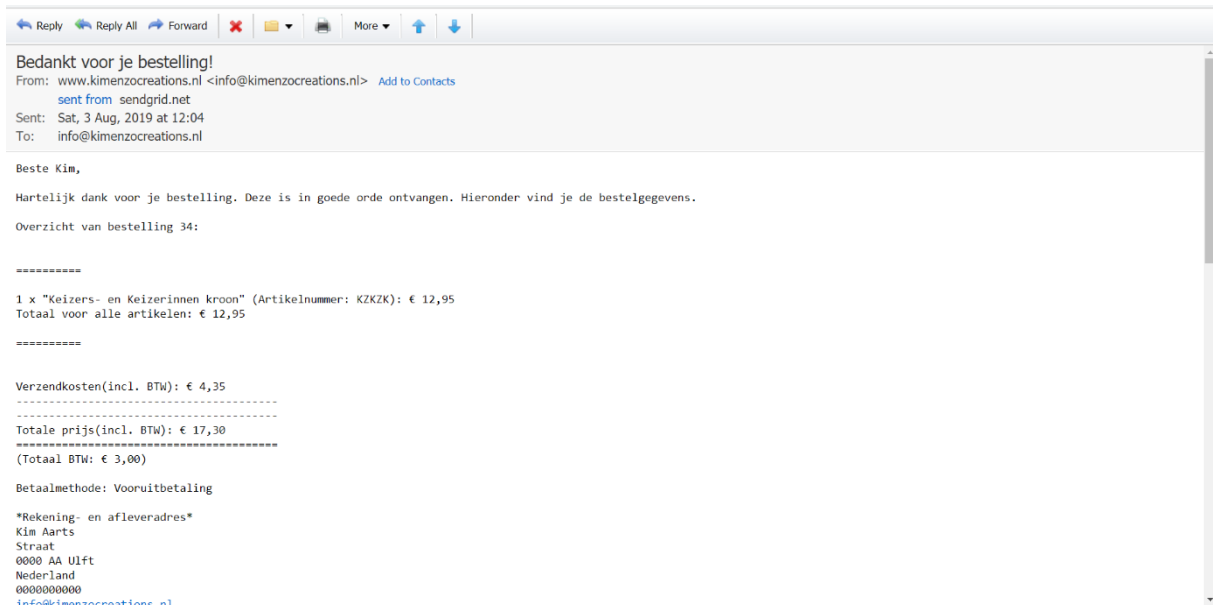 Reply Reply All Forward More
Bedankt voor je bestelling!
From: www.kimenzocreations.nl <info@kimenzocreations.nl> Add to Contacts
sent from sendgrid.net
Sent: Sat, 3 Aug, 2019 at 12:04
To: info@kimenzocreations.nl
Beste Kim,
Hartelijk dank voor je bestelling. Deze is in goede orde ontvangen. Hieronder vind je de bestelgegevens.
Overzicht van bestelling 34:
==========
1 x "Keizers- en Keizerinnen kroon" (Artikelnummer: KZKZK): € 12,95
Totaal voor alle artikelen: € 12,95
==========
Verzendkosten(incl. BTW): € 4,35
----------------------------------------
----------------------------------------
Totale prijs(incl. BTW): € 17,30
========================================
(Totaal BTW: € 3,00)
Betaalmethode: Vooruitbetaling
*Rekening- en afleveradres*
Kim Aarts
Straat
0000 AA Ulft
Nederland
0000000000
info@kimenzocreations.nl